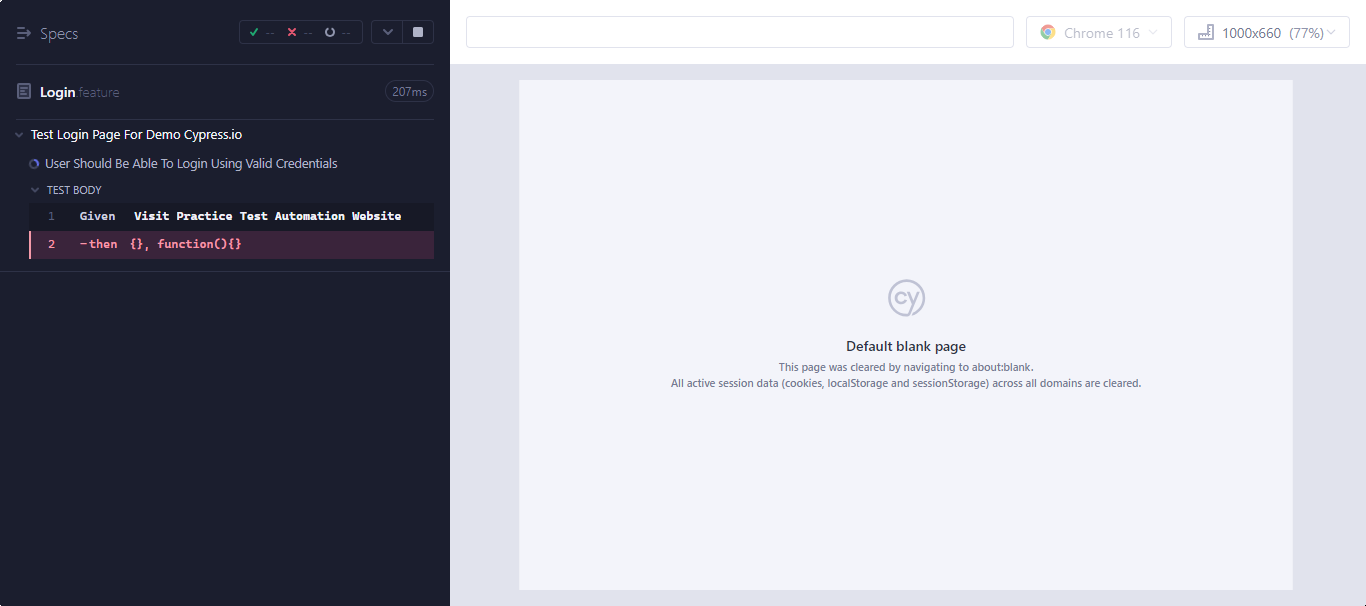 Specs
-- -- --
Login.feature
207ms
Test Login Page For Demo Cypress.io
User Should Be Able To Login Using Valid Credentials
TEST BODY
1 Given Visit Practice Test Automation Website
2 -then {}, function(){}
Chrome 116
1000x660 (77%)
cy
Default blank page
This page was cleared by navigating to about:blank.
All active session data (cookies, localStorage and sessionStorage) across all domains are cleared.